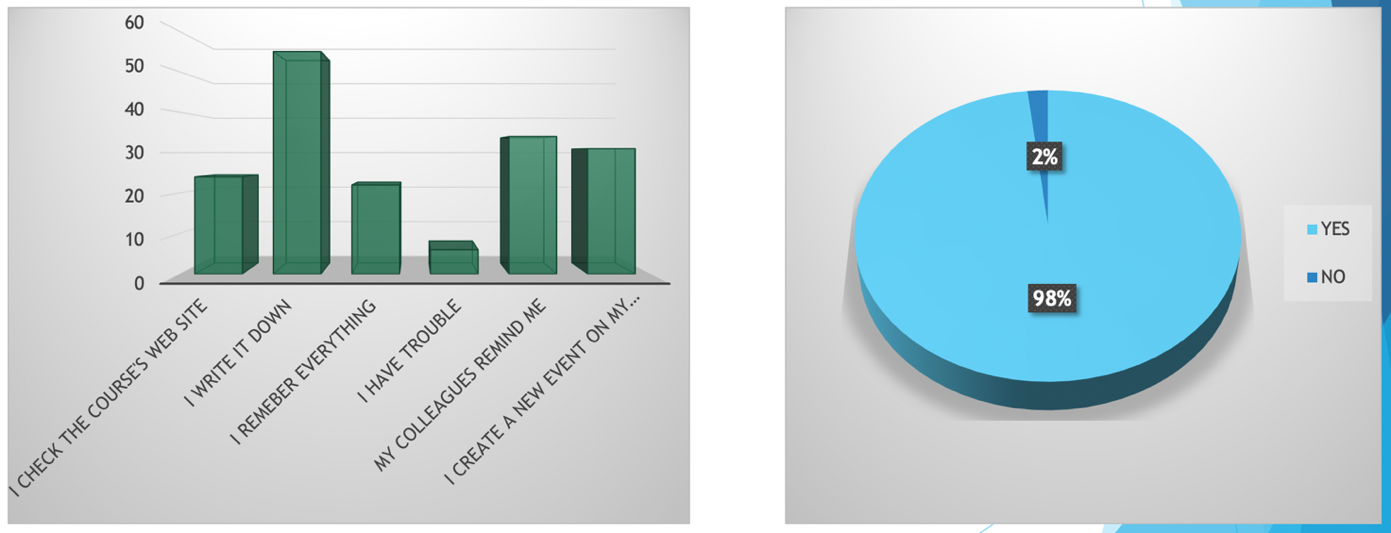 60
50
40
30
20
10
0
I CHECK THE COURSE'S WEB SITE
I WRITE IT DOWN
I REMEBER EVERYTHING
I HAVE TROUBLE
MY COLLEAGUES REMIND ME
I CREATE A NEW EVENT ON MY...
2%
98%
YES
NO